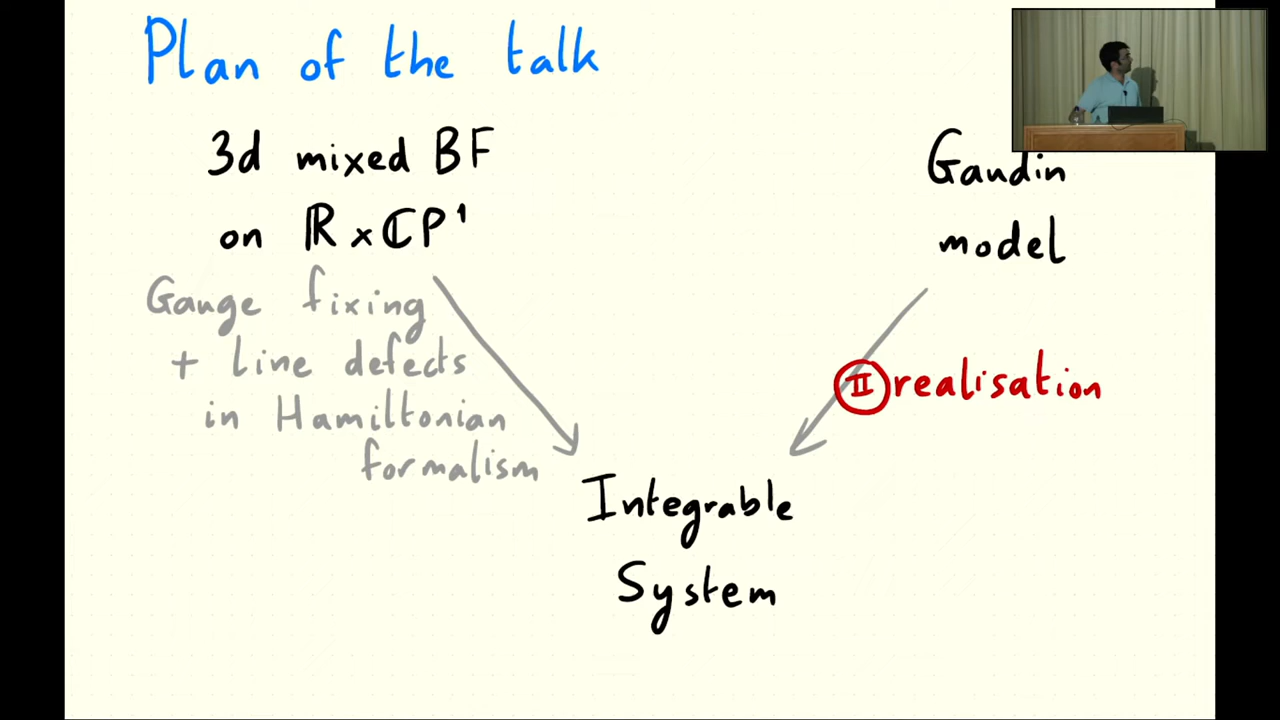 Plan of the talk
3d mixed BF
on ℝ × ℂP¹
Gauge fixing
+ line defects
in Hamiltonian
formalism
Gaudin
model
II realisation
Integrable
System